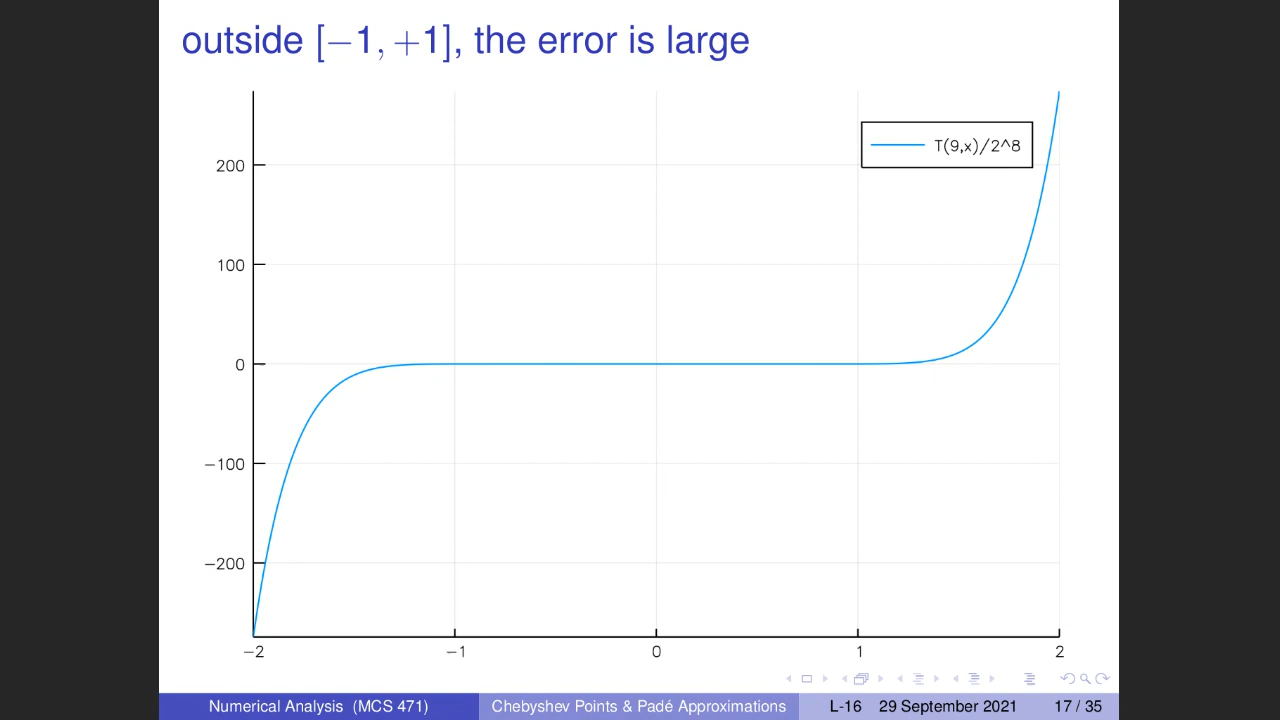 outside [−1, +1], the error is large
T(9,x)/2^8
200
100
0
−100
−200
−2 −1 0 1 2
Numerical Analysis (MCS 471) Chebyshev Points & Padé Approximations L-16 29 September 2021 17 / 35